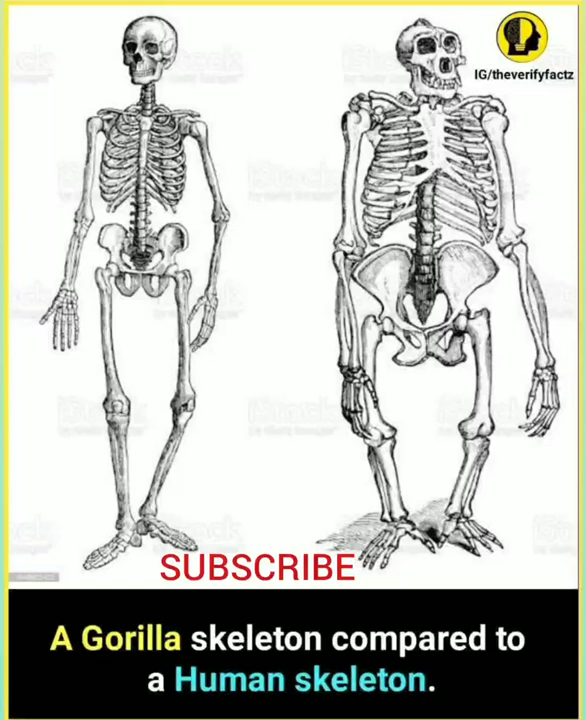 IG/theverifyfactz
SUBSCRIBE
A Gorilla skeleton compared to
a Human skeleton.